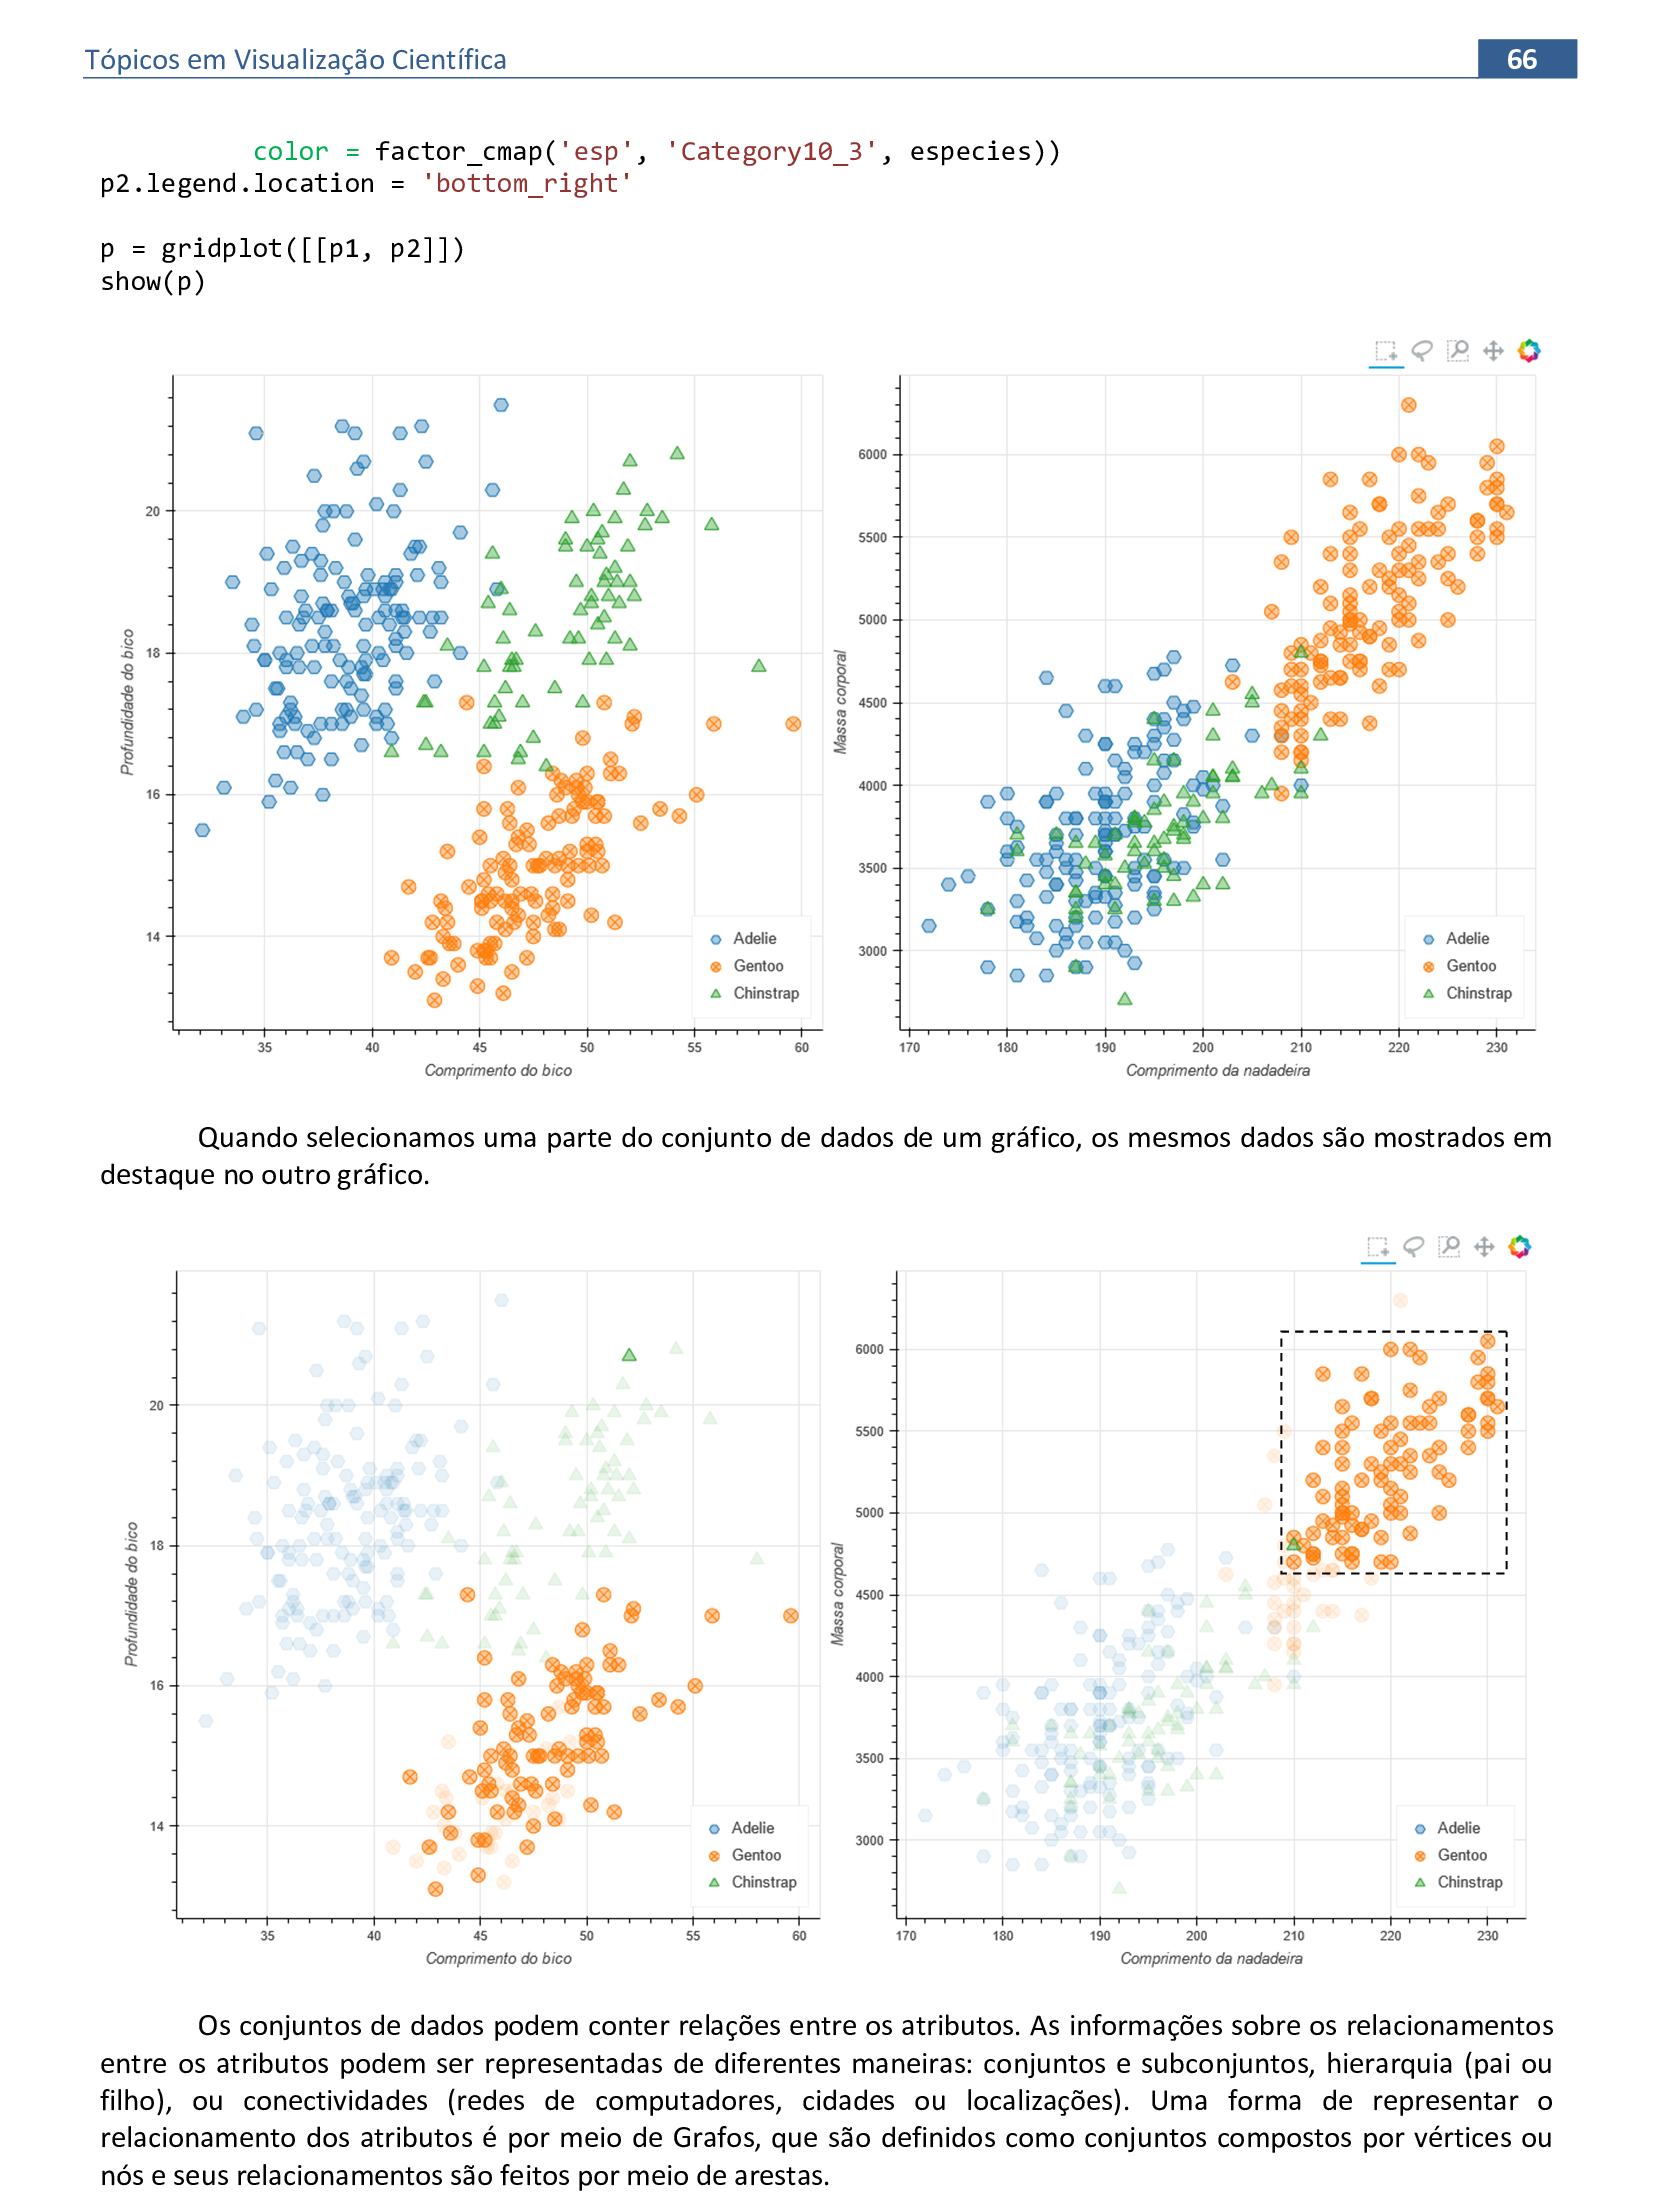 Tópicos em Visualização Científica
66
color = factor_cmap('esp', 'Category10_3', especies))
p2.legend.location = 'bottom_right'
p = gridplot([[p1, p2]])
show(p)
Profundidade do bico
20
18
16
14
35
40
45
50
55
60
Comprimento do bico
Adelie
Gentoo
Chinstrap
Massa corporal
6000
5500
5000
4500
4000
3500
3000
170
180
190
200
210
220
230
Comprimento da nadadeira
Adelie
Gentoo
Chinstrap
Quando selecionamos uma parte do conjunto de dados de um gráfico, os mesmos dados são mostrados em
destaque no outro gráfico.
Profundidade do bico
20
18
16
14
35
40
45
50
55
60
Comprimento do bico
Adelie
Gentoo
Chinstrap
Massa corporal
6000
5500
5000
4500
4000
3500
3000
170
180
190
200
210
220
230
Comprimento da nadadeira
Adelie
Gentoo
Chinstrap
Os conjuntos de dados podem conter relações entre os atributos. As informações sobre os relacionamentos
entre os atributos podem ser representadas de diferentes maneiras: conjuntos e subconjuntos, hierarquia (pai ou
filho), ou conectividades (redes de computadores, cidades ou localizações). Uma forma de representar o
relacionamento dos atributos é por meio de Grafos, que são definidos como conjuntos compostos por vértices ou
nós e seus relacionamentos são feitos por meio de arestas.